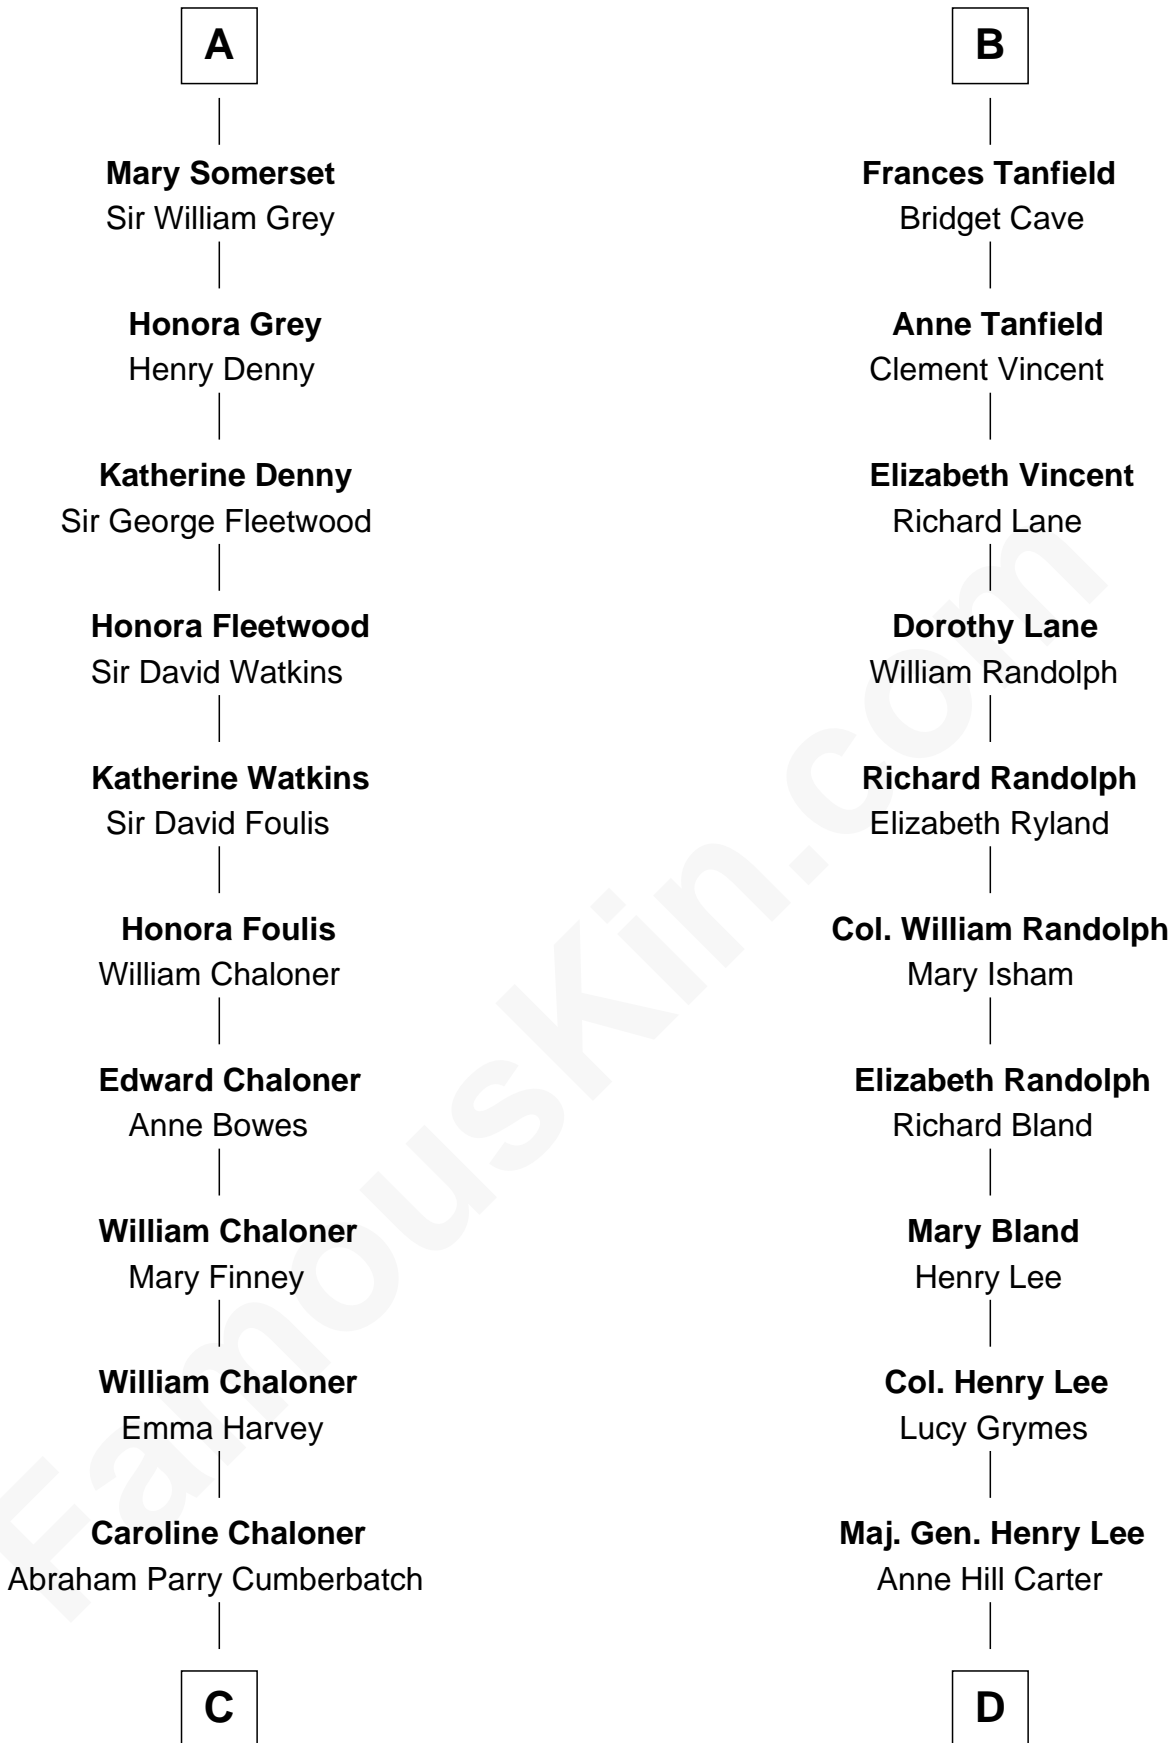 A
Mary Somerset
Sir William Grey
Honora Grey
Henry Denny
Katherine Denny
Sir George Fleetwood
Honora Fleetwood
Sir David Watkins
Katherine Watkins
Sir David Foulis
Honora Foulis
William Chaloner
Edward Chaloner
Anne Bowes
William Chaloner
Mary Finney
William Chaloner
Emma Harvey
Caroline Chaloner
Abraham Parry Cumberbatch
C
B
Frances Tanfield
Bridget Cave
Anne Tanfield
Clement Vincent
Elizabeth Vincent
Richard Lane
Dorothy Lane
William Randolph
Richard Randolph
Elizabeth Ryland
Col. William Randolph
Mary Isham
Elizabeth Randolph
Richard Bland
Mary Bland
Henry Lee
Col. Henry Lee
Lucy Grymes
Maj. Gen. Henry Lee
Anne Hill Carter
D
FamousKin.com